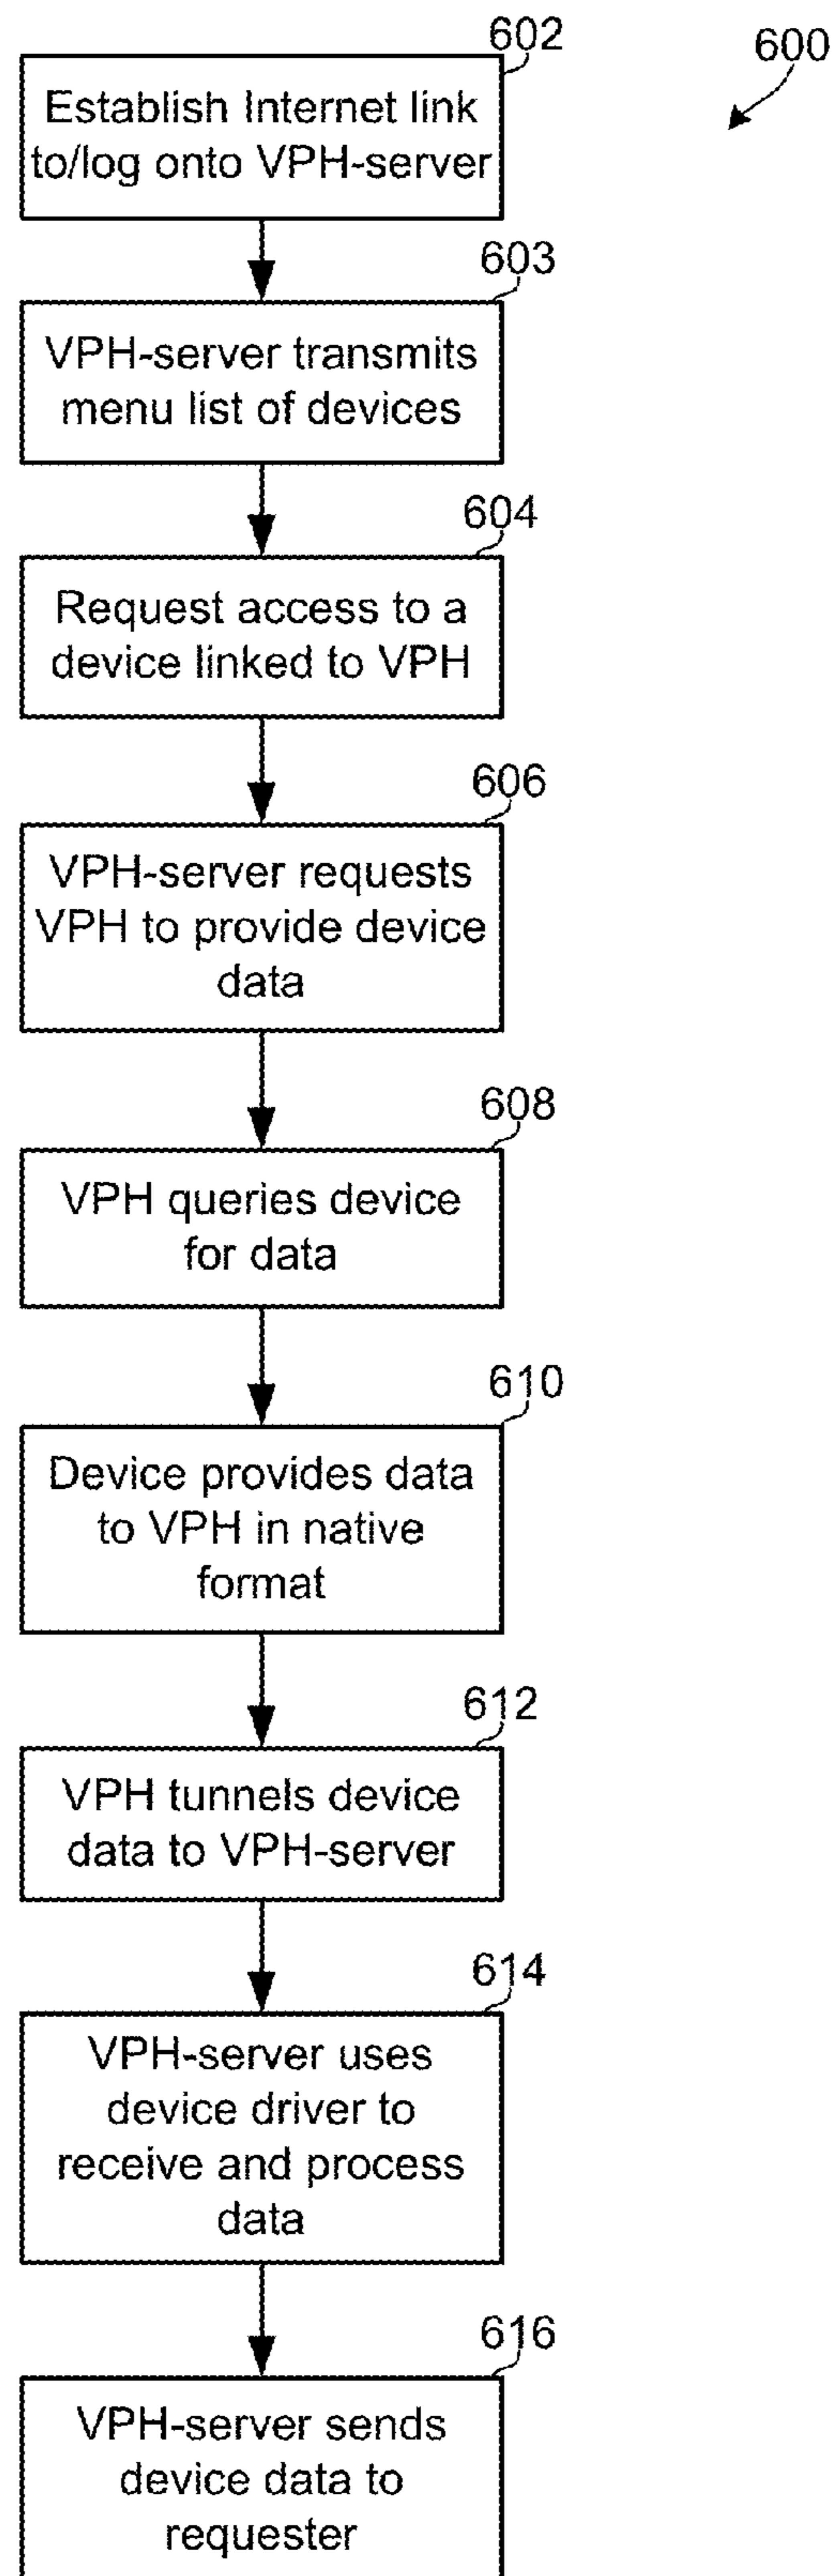 602
600
Establish Internet link
to/log onto VPH-server
603
VPH-server transmits
menu list of devices
604
Request access to a
device linked to VPH
606
VPH-server requests
VPH to provide device
data
608
VPH queries device
for data
610
Device provides data
to VPH in native
format
612
VPH tunnels device
data to VPH-server
614
VPH-server uses
device driver to
receive and process
data
616
VPH-server sends
device data to
requester